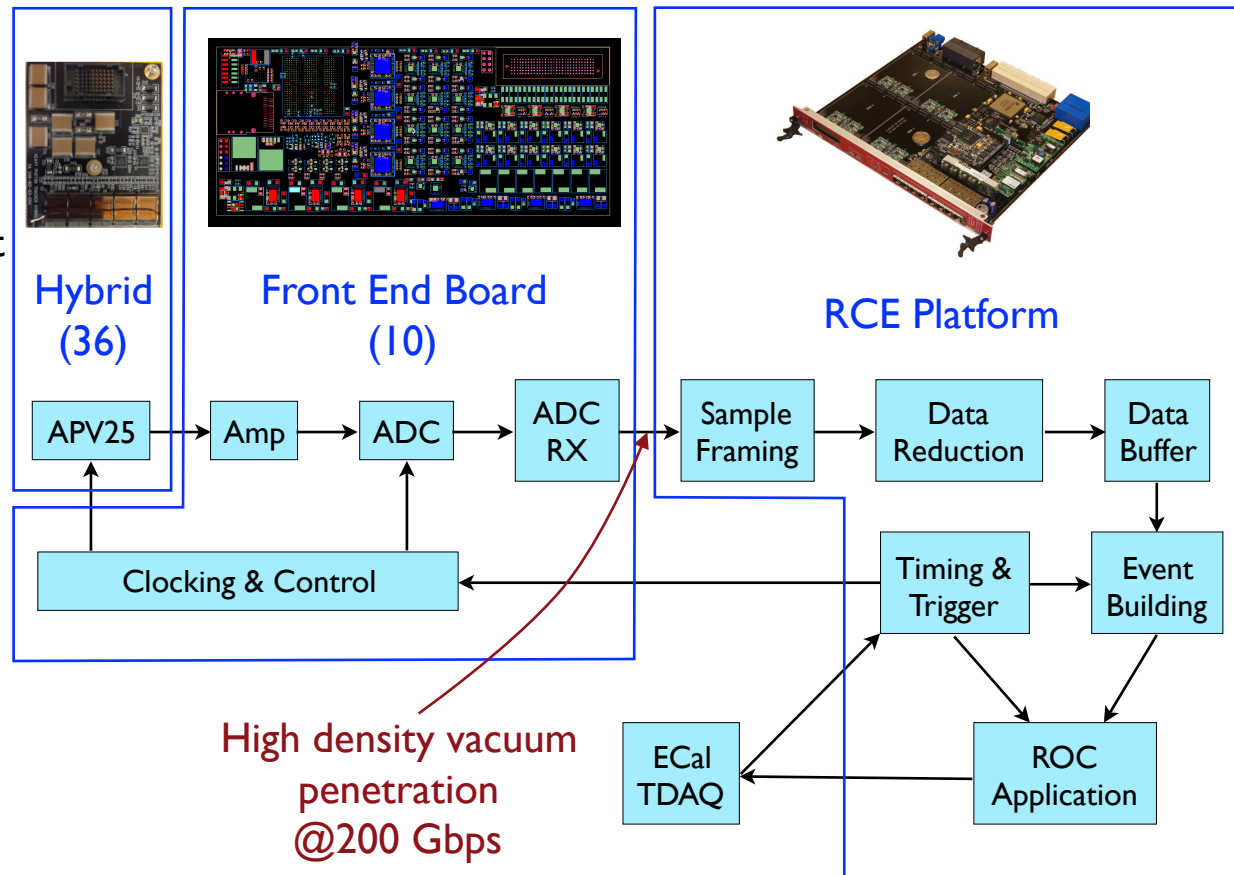 t
Hybrid
(36)
Front End Board
(10)
RCE Platform
APV25
Amp
ADC
ADC
RX
Sample
Framing
Data
Reduction
Data
Buffer
Clocking & Control
Timing &
Trigger
Event
Building
High density vacuum
penetration
@200 Gbps
ECal
TDAQ
ROC
Application